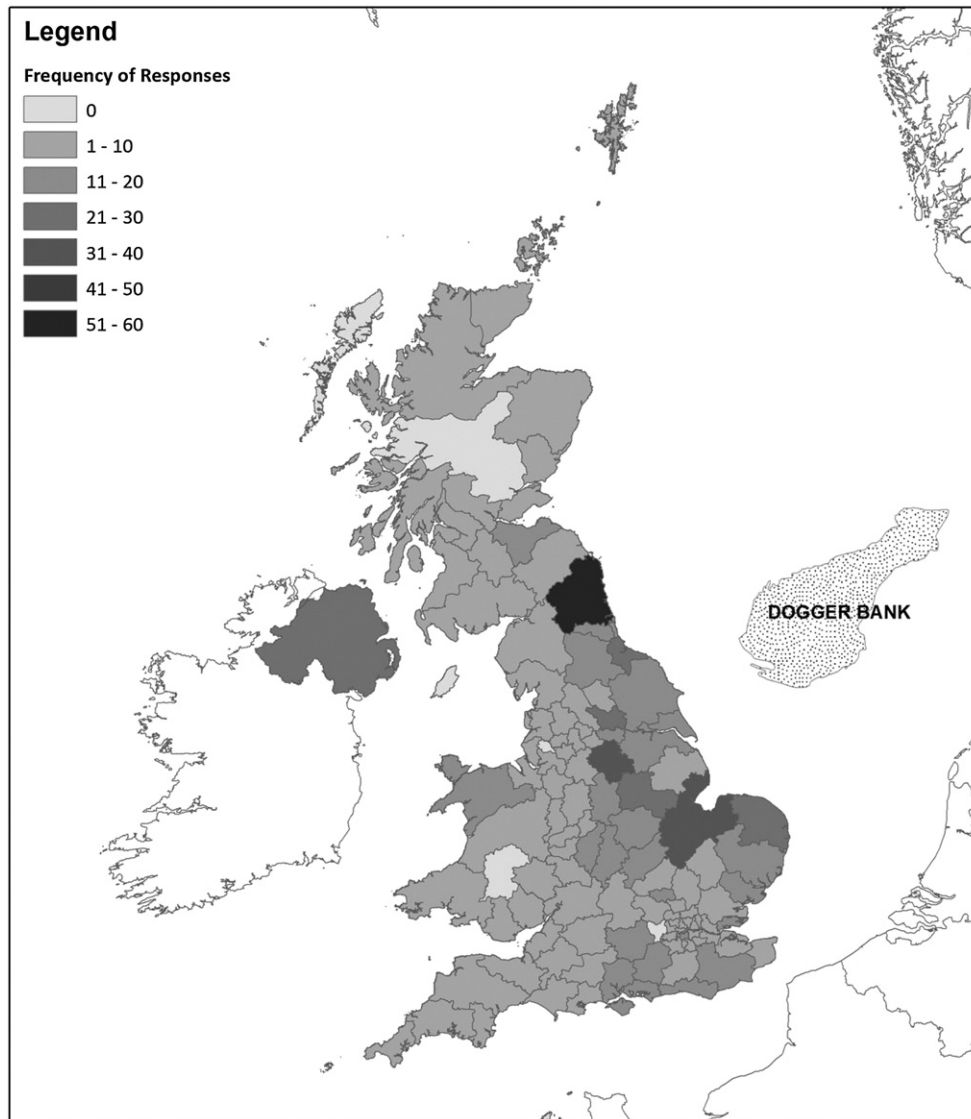 Legend
Frequency of Responses
0
1 - 10
11 - 20
21 - 30
31 - 40
41 - 50
51 - 60
DOGGER BANK